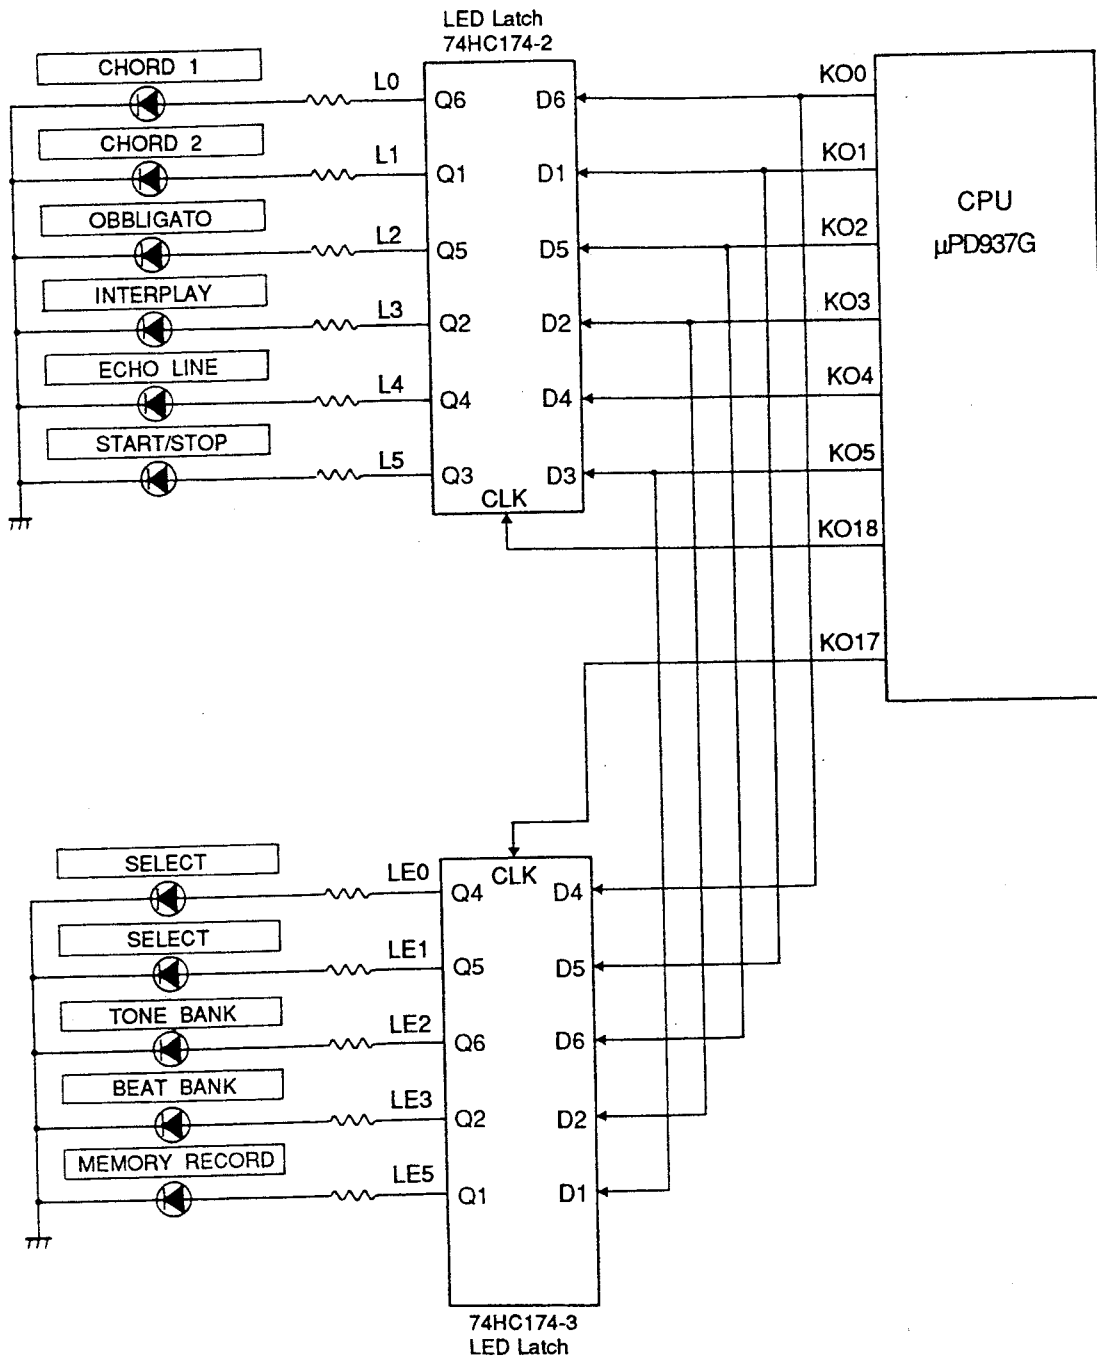 LED Latch
74HC174-2
CHORD 1
L0
Q6
D6
KO0
CHORD 2
L1
Q1
D1
KO1
CPU
µPD937G
OBBLIGATO
L2
Q5
D5
KO2
INTERPLAY
L3
Q2
D2
KO3
ECHO LINE
L4
Q4
D4
KO4
START/STOP
L5
Q3
D3
KO5
CLK
KO18
KO17
SELECT
LE0
Q4
CLK
D4
SELECT
LE1
Q5
D5
TONE BANK
LE2
Q6
D6
BEAT BANK
LE3
Q2
D2
MEMORY RECORD
LE5
Q1
D1
74HC174-3
LED Latch